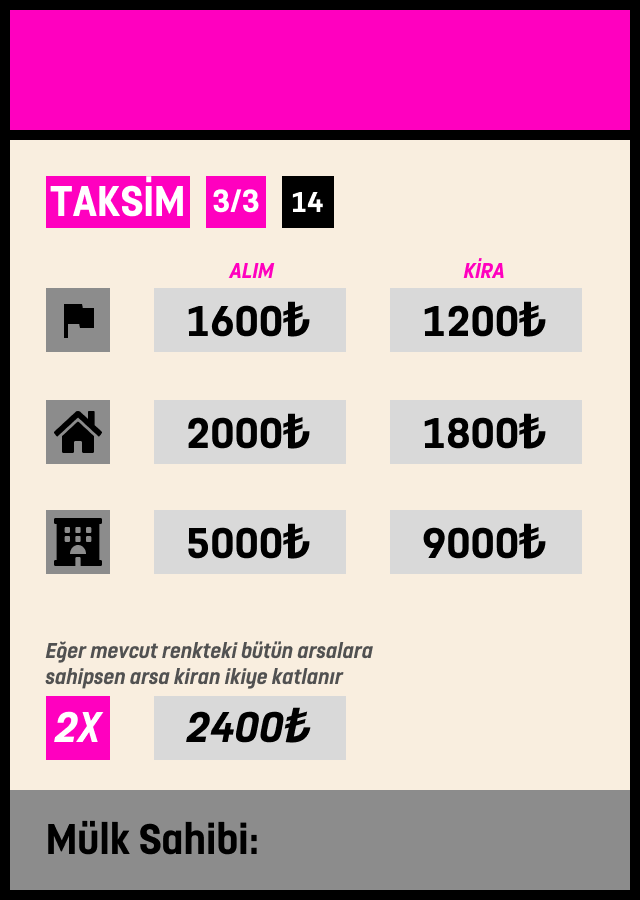 TAKSİM 3/3 14
ALIM KİRA
1600₺ 1200₺
2000₺ 1800₺
5000₺ 9000₺
Eğer mevcut renkteki bütün arsalara
sahipsen arsa kiran ikiye katlanır
2X 2400₺
Mülk Sahibi: